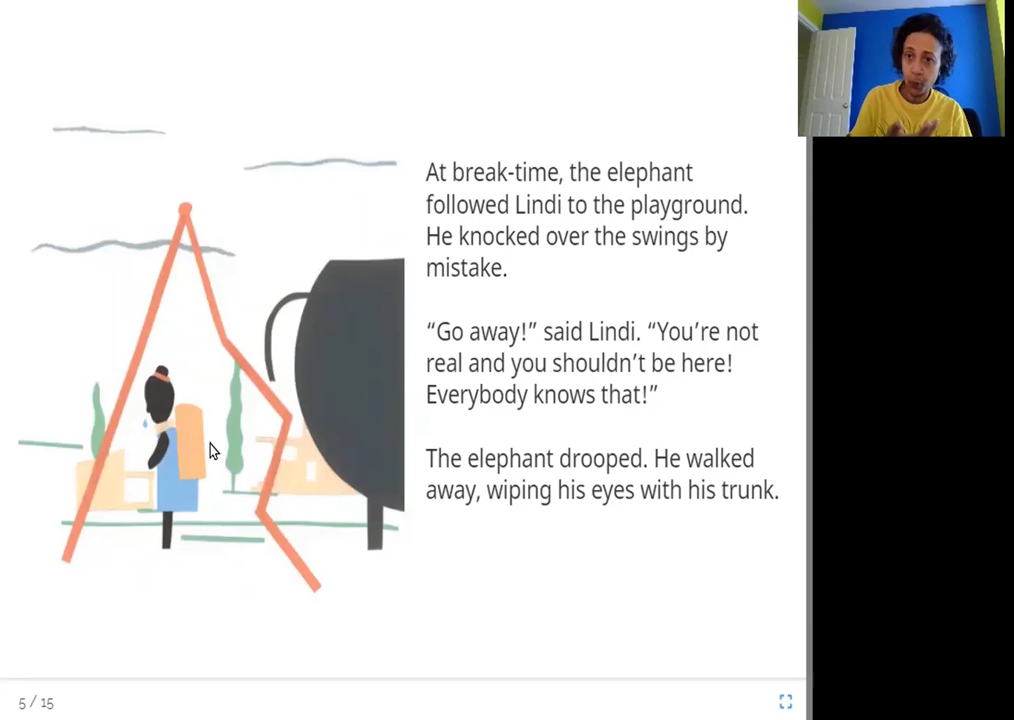 At break-time, the elephant
followed Lindi to the playground.
He knocked over the swings by
mistake.
“Go away!” said Lindi. “You’re not
real and you shouldn’t be here!
Everybody knows that!”
The elephant drooped. He walked
away, wiping his eyes with his trunk.
5 / 15